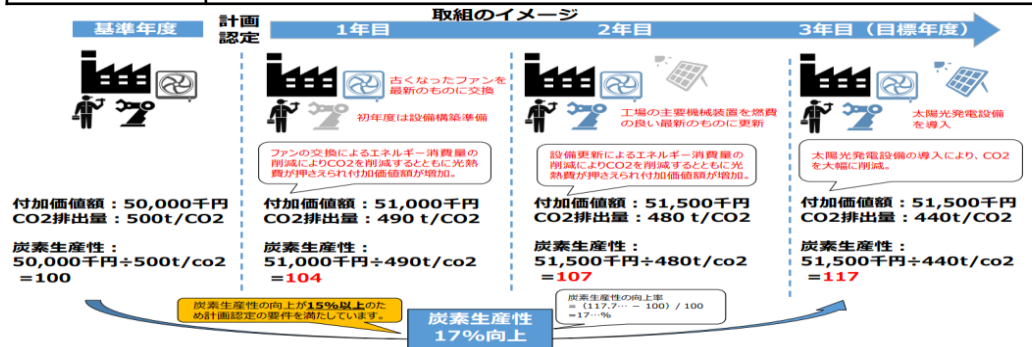 取組のイメージ
基準年度
計画
認定
1年目
2年目
3年目（目標年度）
古くなったファンを
最新のものに交換
初年度は設備構築準備
工場の主要機械装置を燃費
の良い最新のものに更新
太陽光発電設備
を導入
ファンの交換によるエネルギー消費量の
削減によりCO2を削減するとともに光熱
費が押さえられ付加価値額が増加。
設備更新によるエネルギー消費量の
削減によりCO2を削減するとともに光
熱費が押さえられ付加価値額が増加。
太陽光発電設備の導入により、CO2
を大幅に削減。
付加価値額：50,000千円
CO2排出量：500t/CO2
炭素生産性：
50,000千円÷500t/co2
=100
付加価値額：51,000千円
CO2排出量：490 t/CO2
炭素生産性：
51,000千円÷490t/co2
=104
付加価値額：51,500千円
CO2排出量：480 t/CO2
炭素生産性：
51,500千円÷480t/co2
=107
付加価値額：51,500千円
CO2排出量：440t/CO2
炭素生産性：
51,500千円÷440t/co2
=117
炭素生産性の向上が15%以上のた
め計画認定の要件を満たしています。
炭素生産性
17%向上
炭素生産性の向上率
= (117.7… − 100) / 100
=17…%